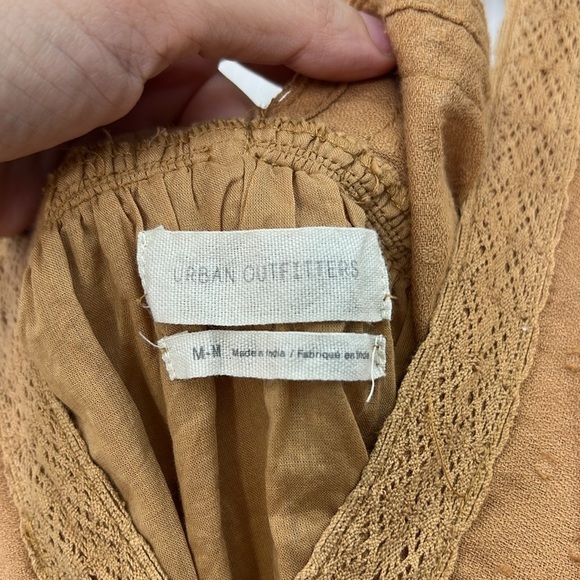 URBAN OUTFITTERS
M-M Made in India / Fabriqué en Inde